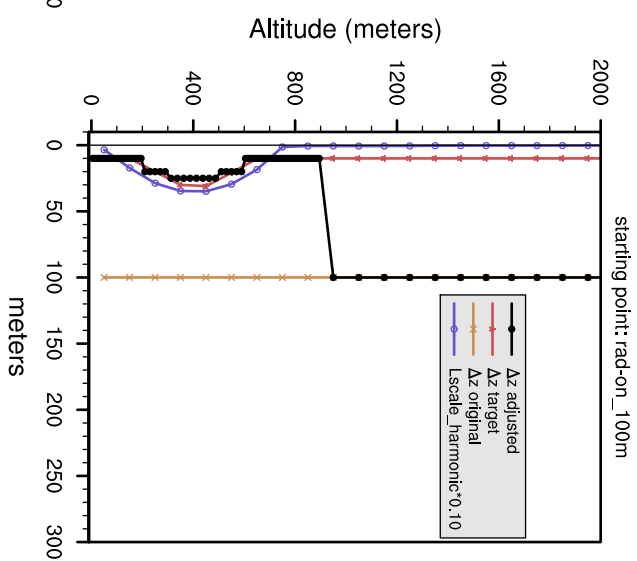 starting point: rad-on_100m
Altitude (meters)
0
400
800
1200
1600
2000
0
50
100
150
200
250
300
meters
Δz adjusted
Δz target
Δz original
Lscale_harmonic*0.10